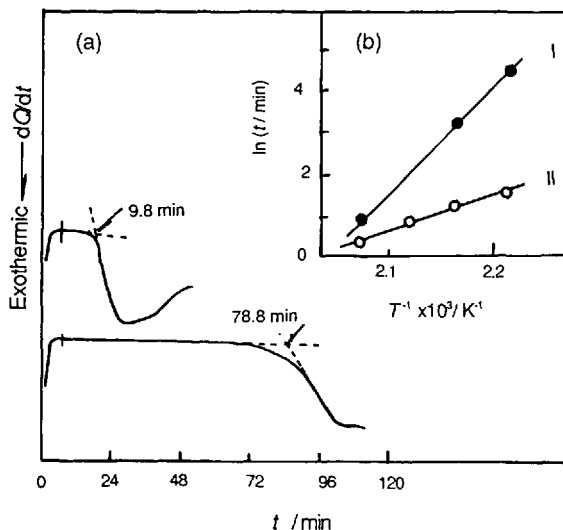 (a)
(b)
Exothermic ← dQ/dt
9.8 min
78.8 min
0 24 48 72 96 120
t / min
ln (t / min)
4
2
0
I
II
2.1 2.2
T⁻¹ x10³/ K⁻¹